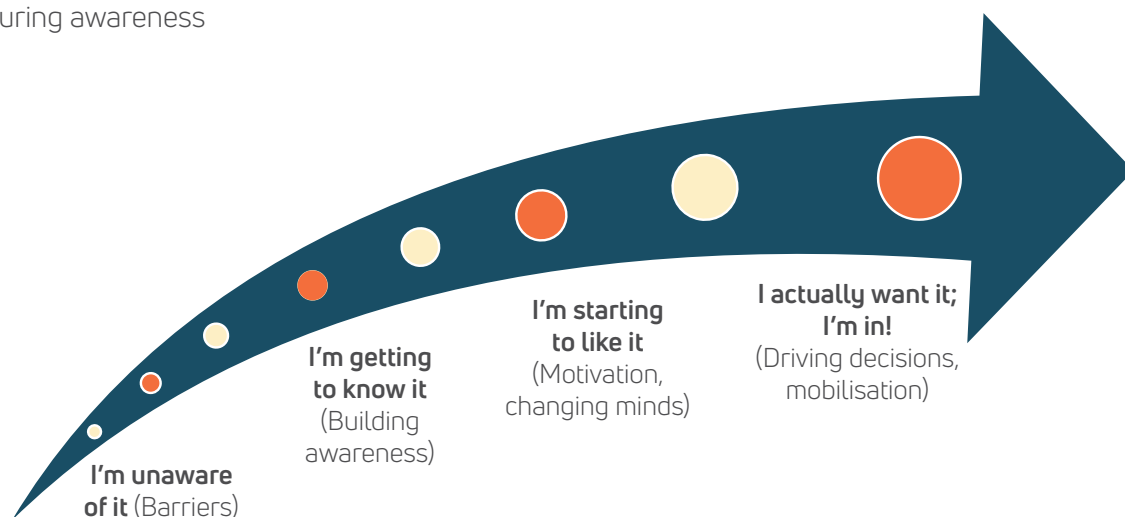 uring awareness
I'm unaware
of it (Barriers)
I'm getting
to know it
(Building
awareness)
I'm starting
to like it
(Motivation,
changing minds)
I actually want it;
I'm in!
(Driving decisions,
mobilisation)